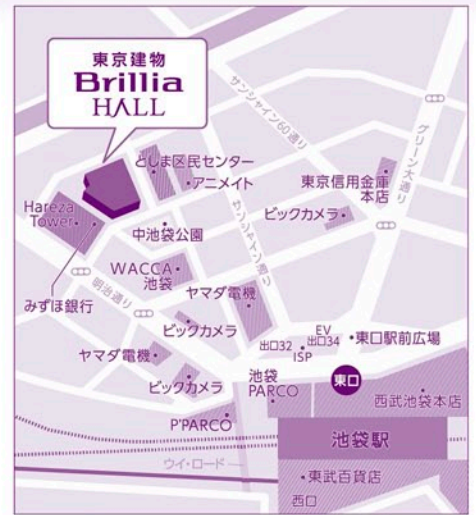 東京建物
Brillia
HALL
サンシャイン60通り
グリーン大通り
としま区民センター
アニメイト
東京信用金庫
本店
Hareza
Tower
サンシャイン通り
ビックカメラ
中池袋公園
WACCA
池袋
みずほ銀行
明治通り
ヤマダ電機
ビックカメラ
EV
出口32
出口34
ISP
東口駅前広場
ヤマダ電機
ビックカメラ
池袋
PARCO
東口
西武池袋本店
P'PARCO
池袋駅
ウイ・ロード
東武百貨店
西口